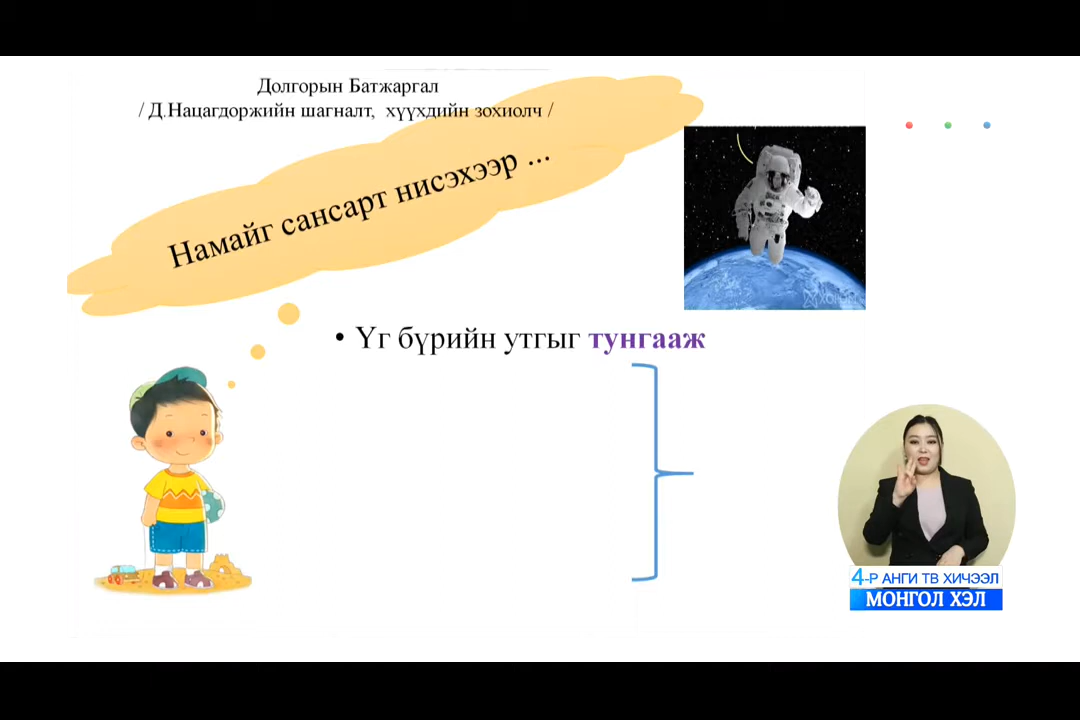 Долгорын Батжаргал
/ Д.Нацагдоржийн шагналт, хүүхдийн зохиолч /
Намайг сансарт нисэхээр ...
• Үг бүрийн утгыг тунгааж
4-Р АНГИ ТВ ХИЧЭЭЛ
МОНГОЛ ХЭЛ